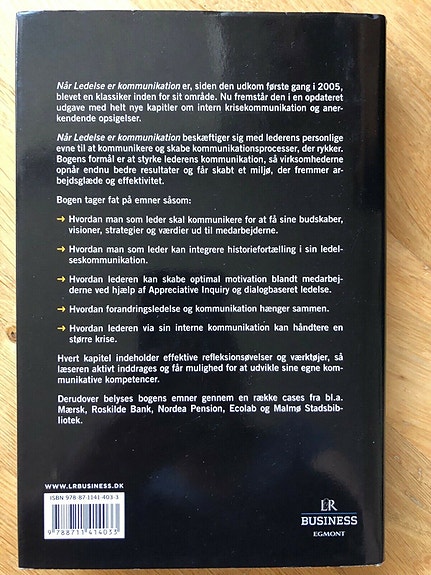 Når Ledelse er kommunikation er, siden den udkom første gang i 2005,
blevet en klassiker inden for sit område. Nu fremstår den i en opdateret
udgave med helt nye kapitler om intern krisekommunikation og aner-
kendende opsigelser.
Når Ledelse er kommunikation beskæftiger sig med lederens personlige
evne til at kommunikere og skabe kommunikationsprocesser, der rykker.
Bogens formål er at styrke lederens kommunikation, så virksomhederne
opnår endnu bedre resultater og får skabt et miljø, der fremmer ar-
bejdsglæde og effektivitet.
Bogen tager fat på emner såsom:
→ Hvordan man som leder skal kommunikere for at få sine budskaber,
visioner, strategier og værdier ud til medarbejderne.
→ Hvordan man som leder kan integrere historiefortælling i sin ledel-
seskommunikation.
→ Hvordan lederen kan skabe optimal motivation blandt medarbej-
derne ved hjælp af Appreciative Inquiry og dialogbaseret ledelse.
→ Hvordan forandringsledelse og kommunikation hænger sammen.
→ Hvordan lederen via sin interne kommunikation kan håndtere en
større krise.
Hvert kapitel indeholder effektive refleksionsøvelser og værktøjer, så
læseren aktivt inddrages og får mulighed for at udvikle sine egne kom-
munikative kompetencer.
Derudover belyses bogens emner gennem en række cases fra bl.a.
Mærsk, Roskilde Bank, Nordea Pension, Ecolab og Malmø Stadsbib-
liotek.
WWW.LRBUSINESS.DK
ISBN 978-87-1141-403-3
9788711414033
LR
BUSINESS
EGMONT